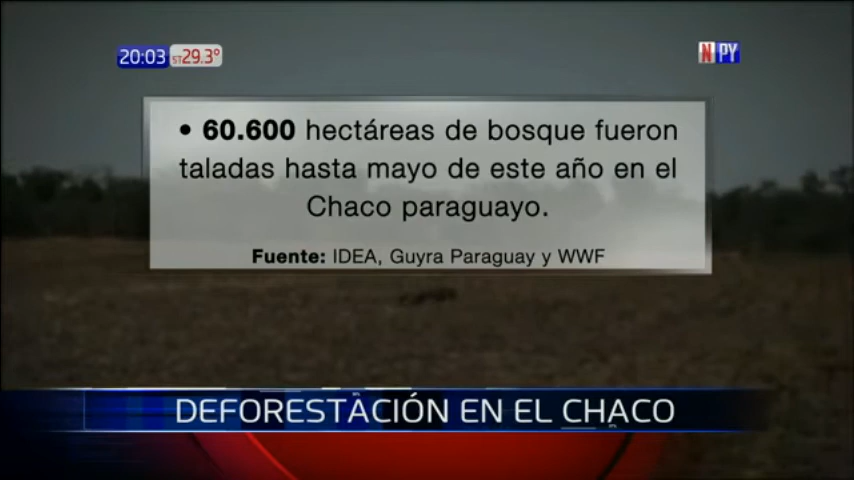 20:03 ST29.3°
NPY
• 60.600 hectáreas de bosque fueron
taladas hasta mayo de este año en el
Chaco paraguayo.
Fuente: IDEA, Guyra Paraguay y WWF
DEFORESTACIÓN EN EL CHACO